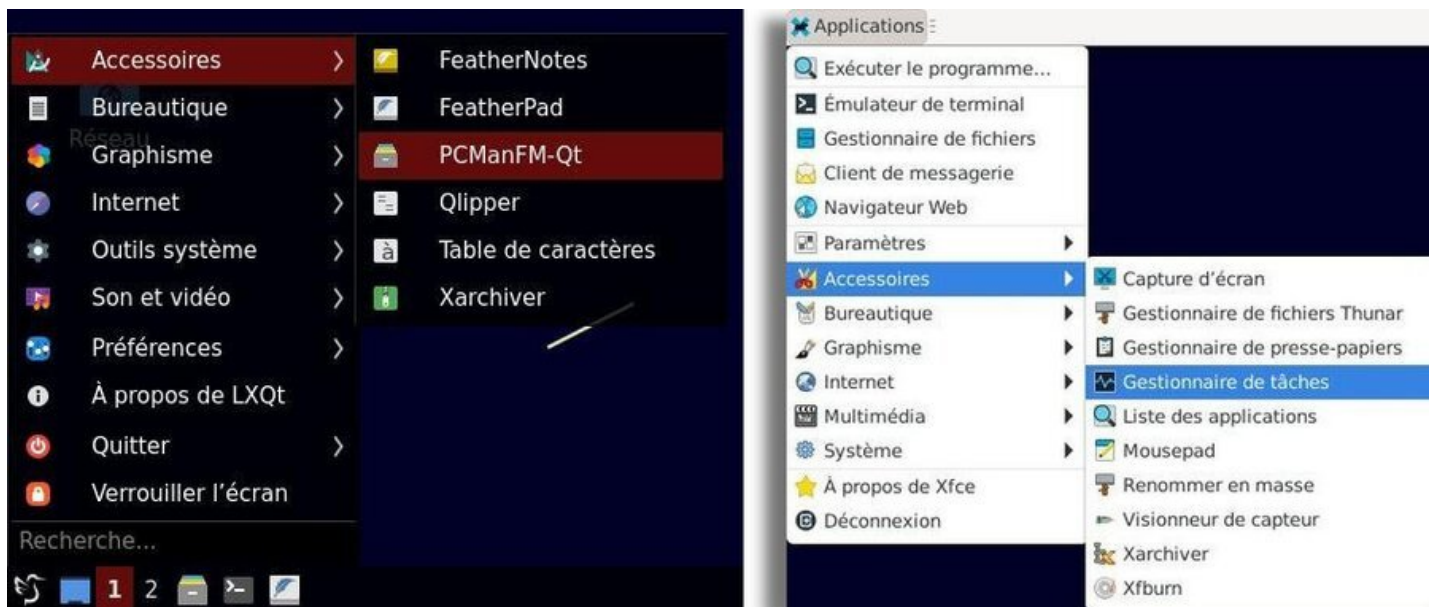 Accessoires
Bureautique
Réseau
Graphisme
Internet
Outils système
Son et vidéo
Préférences
À propos de LXQt
Quitter
Verrouiller l'écran
Recherche...
1 2
FeatherNotes
FeatherPad
PCManFM-Qt
Qlipper
à Table de caractères
Xarchiver
Applications
Exécuter le programme...
Émulateur de terminal
Gestionnaire de fichiers
Client de messagerie
Navigateur Web
Paramètres
Accessoires
Bureautique
Graphisme
Internet
Multimédia
Système
À propos de Xfce
Déconnexion
Capture d'écran
Gestionnaire de fichiers Thunar
Gestionnaire de presse-papiers
Gestionnaire de tâches
Liste des applications
Mousepad
Renommer en masse
Visionneur de capteur
Xarchiver
Xfburn